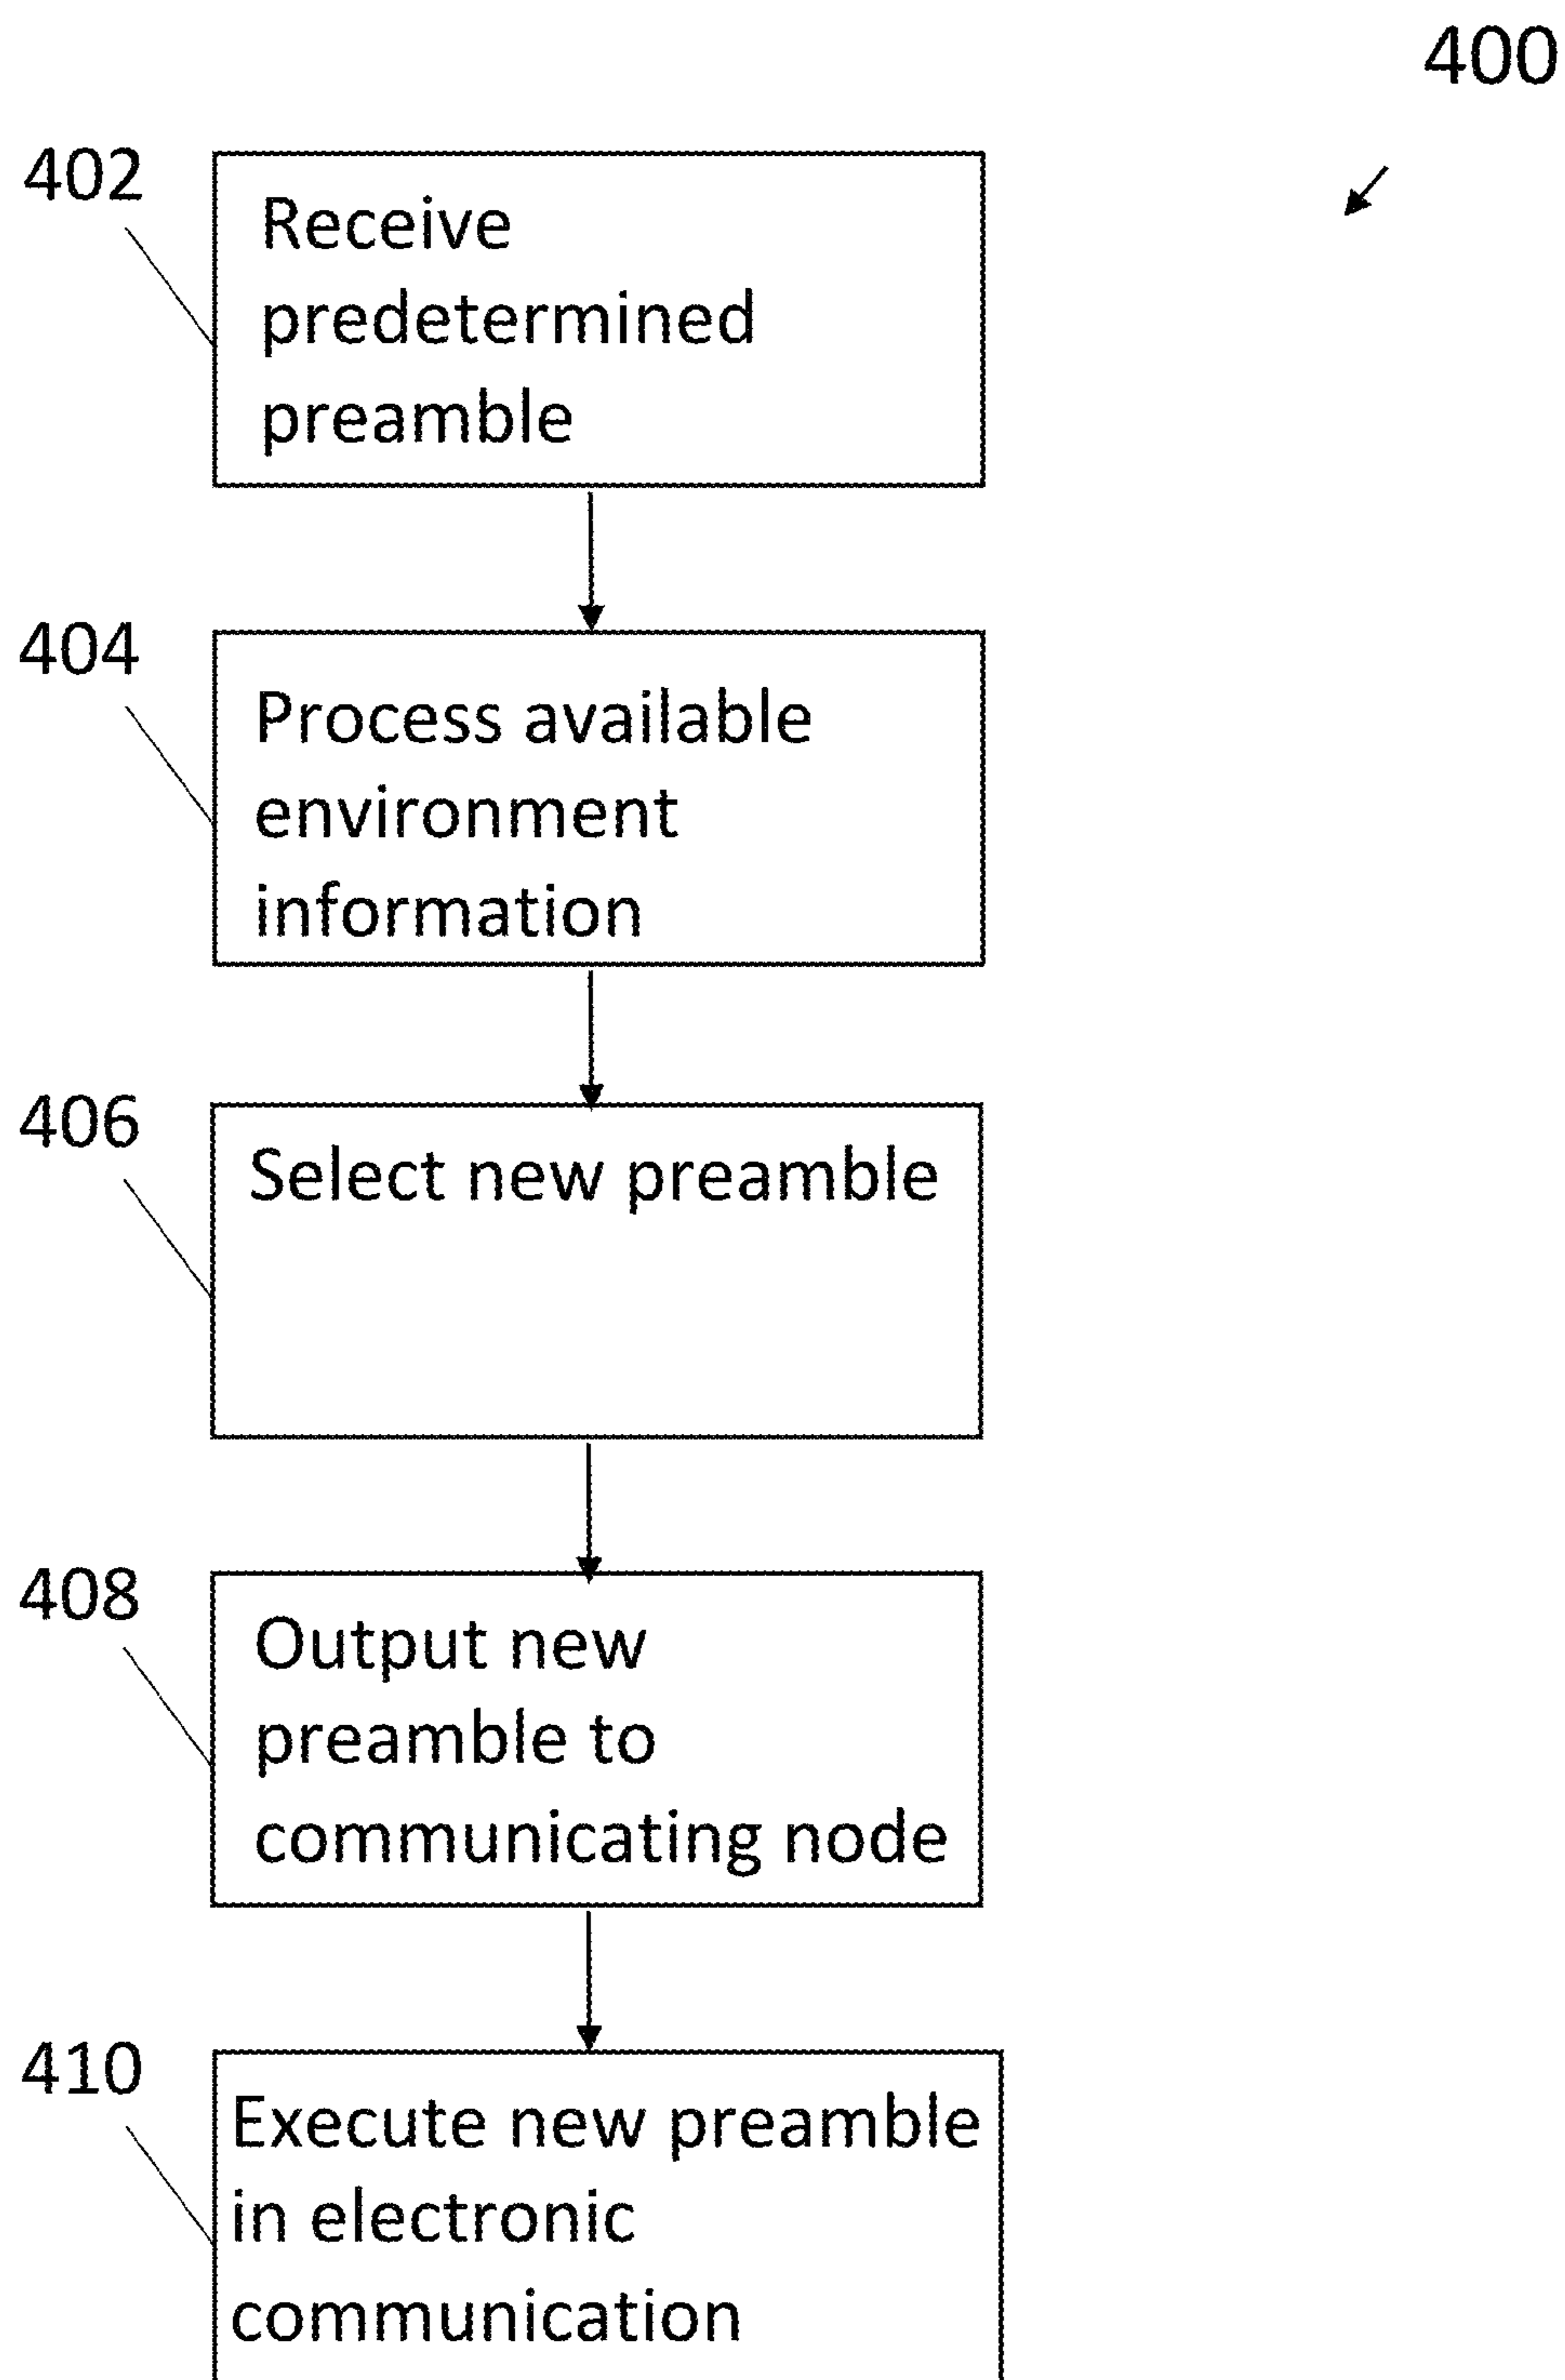 400
402
Receive
predetermined
preamble
404
Process available
environment
information
406
Select new preamble
408
Output new
preamble to
communicating node
410
Execute new preamble
in electronic
communication